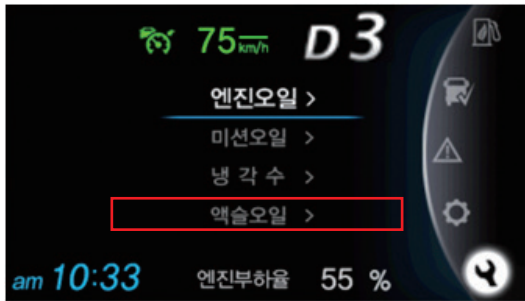 75 km/h D 3
엔진오일 >
미션오일 >
냉 각 수 >
액슬오일 >
am 10:33 엔진부하율 55 %